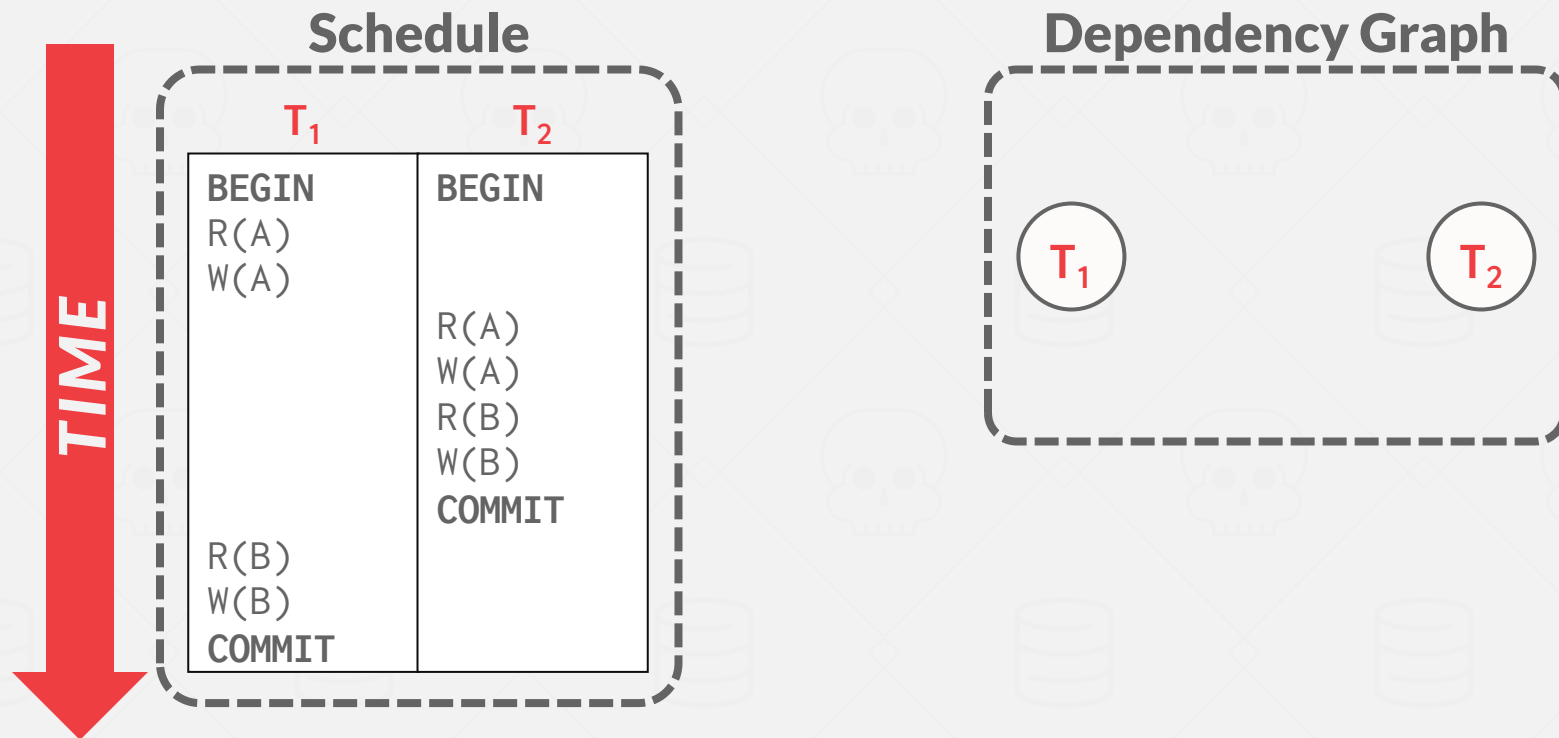 Schedule
Dependency Graph
TIME
T₁ T₂
BEGIN BEGIN
R(A)
W(A)
R(A)
W(A)
R(B)
W(B)
COMMIT
R(B)
W(B)
COMMIT
T₁
T₂